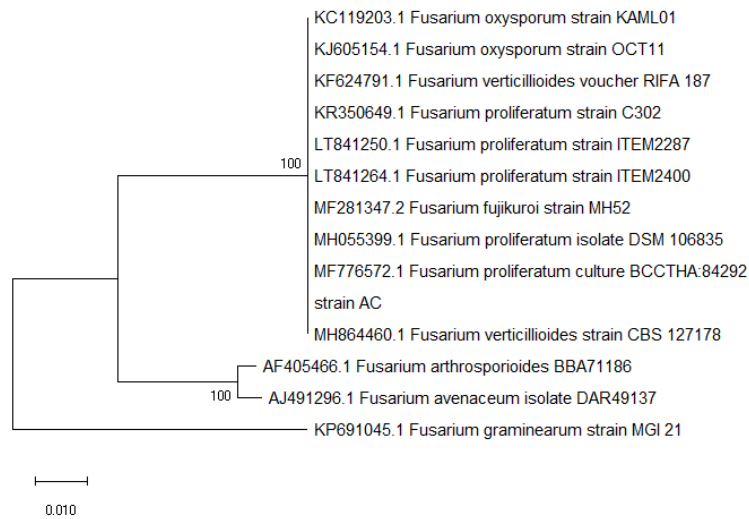 KC119203.1 Fusarium oxysporum strain KAML01
KJ605154.1 Fusarium oxysporum strain OCT11
KF624791.1 Fusarium verticillioides voucher RIFA 187
KR350649.1 Fusarium proliferatum strain C302
LT841250.1 Fusarium proliferatum strain ITEM2287
100
LT841264.1 Fusarium proliferatum strain ITEM2400
MF281347.2 Fusarium fujikuroi strain MH52
MH055399.1 Fusarium proliferatum isolate DSM 106835
MF776572.1 Fusarium proliferatum culture BCCTHA:84292
strain AC
MH864460.1 Fusarium verticillioides strain CBS 127178
AF405466.1 Fusarium arthrosporioides BBA71186
100
AJ491296.1 Fusarium avenaceum isolate DAR49137
KP691045.1 Fusarium graminearum strain MGI 21
0.010